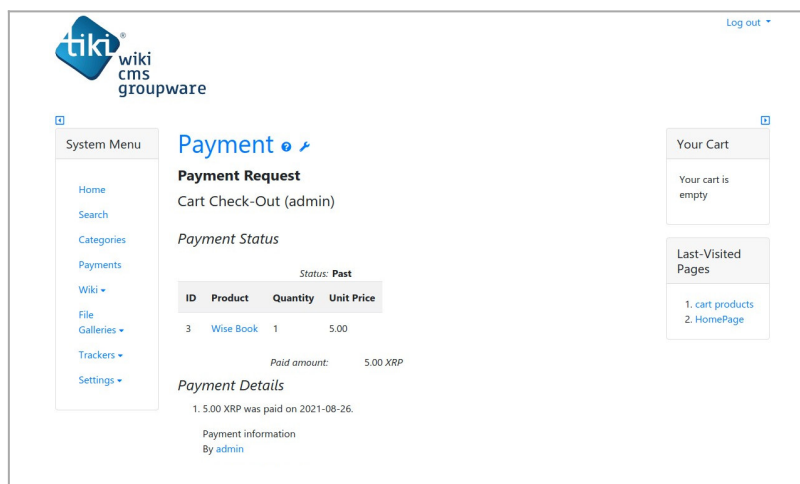 Log out
tiki®
wiki
cms
groupware
System Menu
Home
Search
Categories
Payments
Wiki
File
Galleries
Trackers
Settings
Payment
Payment Request
Cart Check-Out (admin)
Payment Status
Status: Past
ID Product Quantity Unit Price
3 Wise Book 1 5.00
Paid amount: 5.00 XRP
Payment Details
1. 5.00 XRP was paid on 2021-08-26.
Payment information
By admin
Your Cart
Your cart is
empty
Last-Visited
Pages
1. cart products
2. HomePage